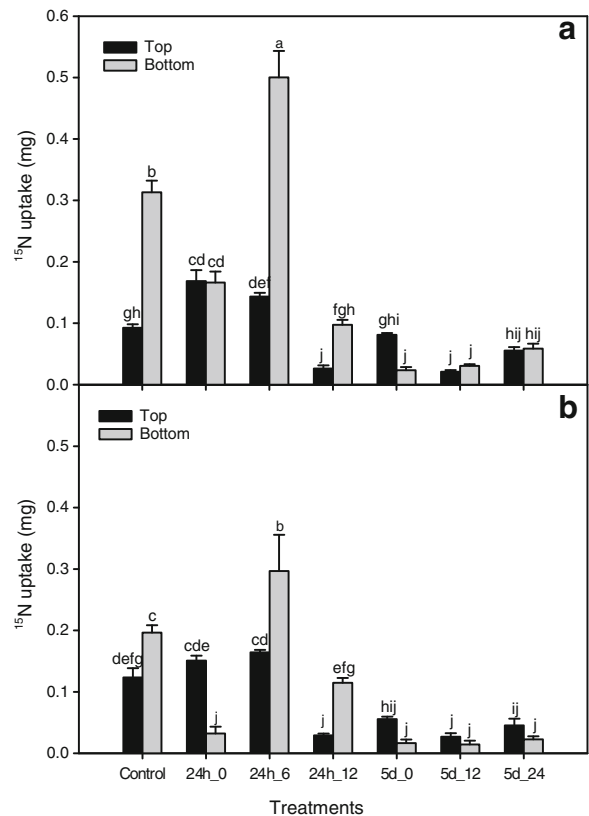 0.6
a
Top
Bottom
a
0.5
0.4
b
0.3
¹⁵N uptake (mg)
0.2
cd cd
def
gh
fgh
ghi
0.1
j
j
j j
hij hij
0.0
b
Top
Bottom
0.5
0.4
b
0.3
¹⁵N uptake (mg)
c
0.2
defg
cde
cd
efg
0.1
j
j
hij
j
j
j
ij
j
0.0
Control 24h_0 24h_6 24h_12 5d_0 5d_12 5d_24
Treatments